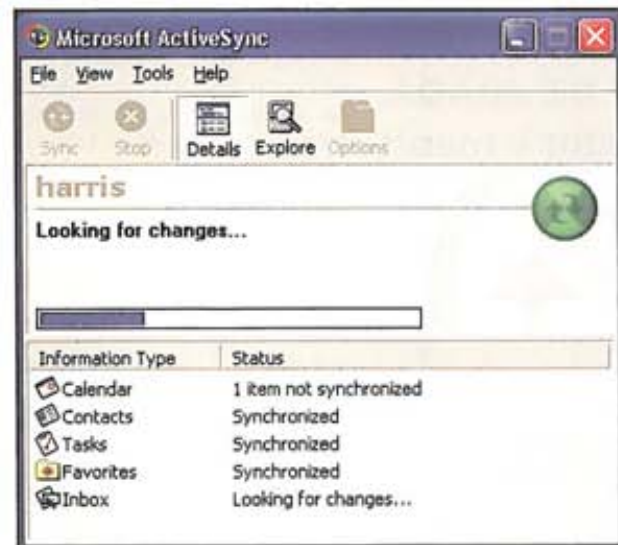 Microsoft ActiveSync
File View Tools Help
Sync Stop Details Explore Options
harris
Looking for changes...
Information Type Status
Calendar 1 item not synchronized
Contacts Synchronized
Tasks Synchronized
Favorites Synchronized
Inbox Looking for changes...